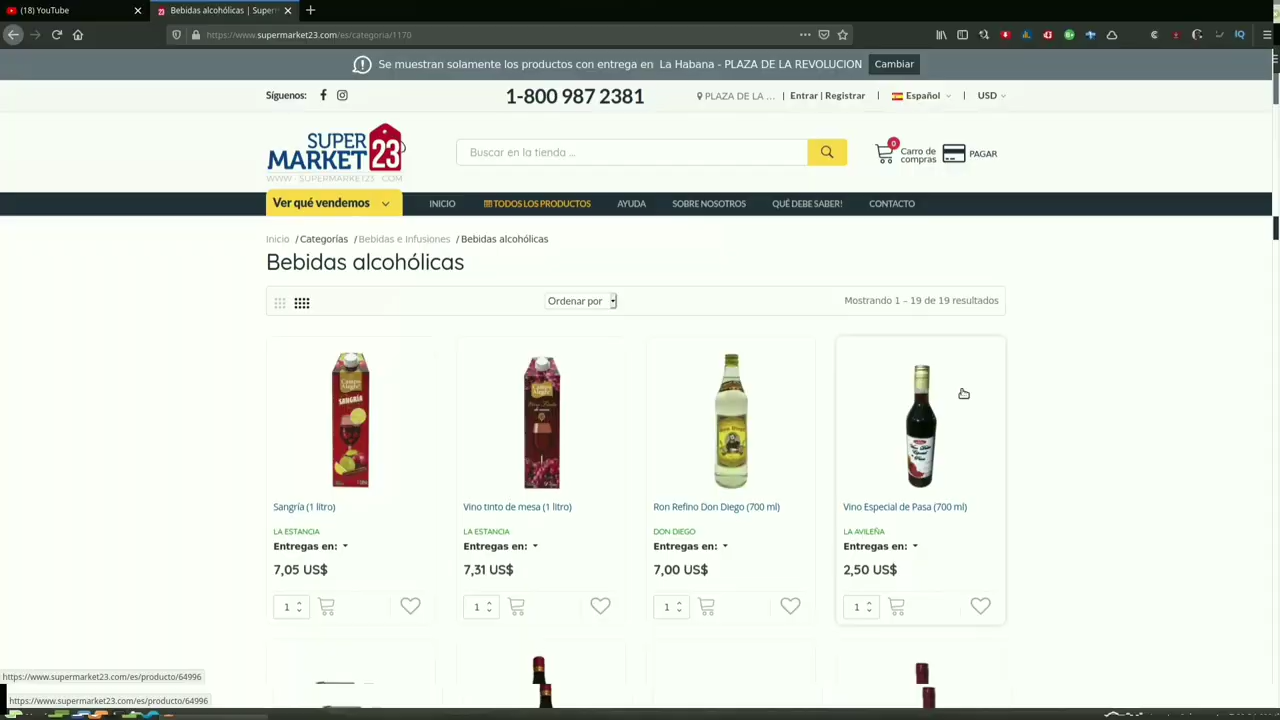 (18) YouTube
Bebidas alcohólicas | Super
https://www.supermarket23.com/es/categoria/1170
Se muestran solamente los productos con entrega en La Habana - PLAZA DE LA REVOLUCION
Cambiar
Síguenos:
1-800 987 2381
PLAZA DE LA ... | Entrar | Registrar | Español | USD
SUPER
MARKET 23
WWW · SUPERMARKET23 · COM
Buscar en la tienda ...
0
Carro de
compras
PAGAR
Ver qué vendemos
INICIO
TODOS LOS PRODUCTOS
AYUDA
SOBRE NOSOTROS
QUÉ DEBE SABER!
CONTACTO
Inicio / Categorías / Bebidas e Infusiones / Bebidas alcohólicas
Bebidas alcohólicas
Ordenar por
Mostrando 1 – 19 de 19 resultados
SANGRÍA
Sangría (1 litro)
LA ESTANCIA
Entregas en:
7,05 US$
1
Vino tinto de mesa (1 litro)
LA ESTANCIA
Entregas en:
7,31 US$
1
Ron Refino Don Diego (700 ml)
DON DIEGO
Entregas en:
7,00 US$
1
Vino Especial de Pasa (700 ml)
LA AVILEÑA
Entregas en:
2,50 US$
1
https://www.supermarket23.com/es/producto/64996
https://www.supermarket23.com/es/producto/64996